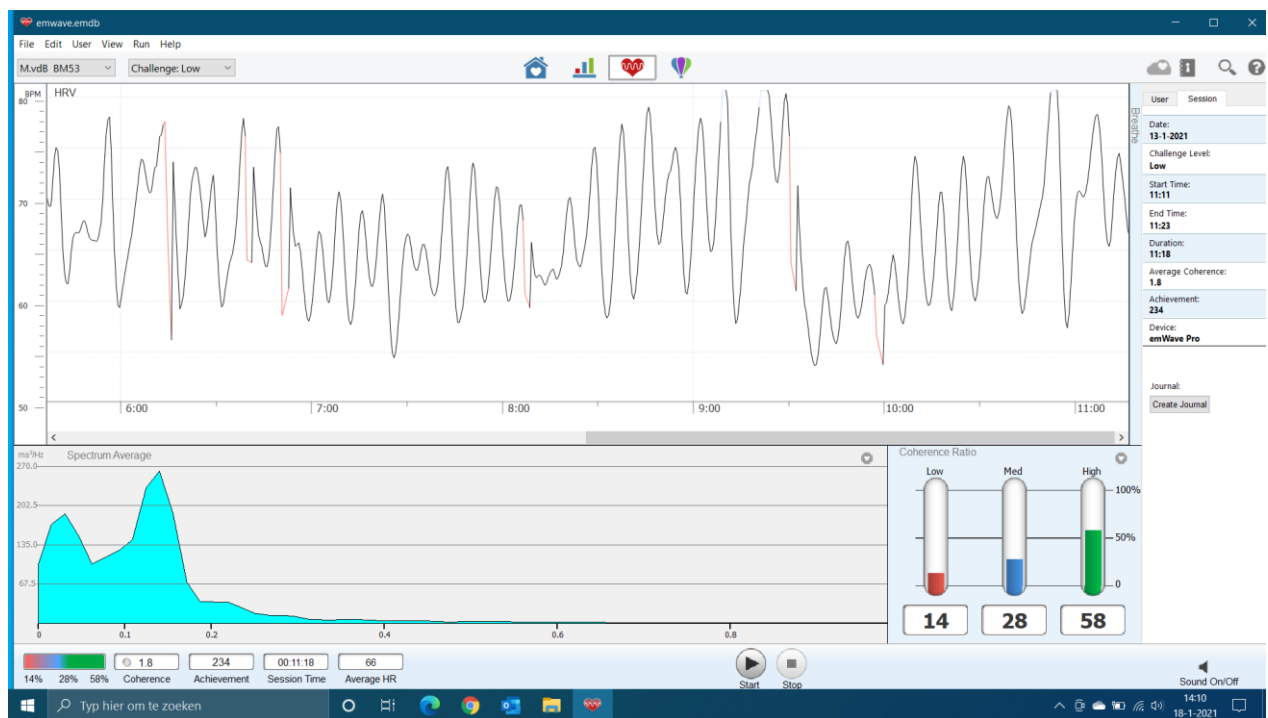 emwave.emdb
File Edit User View Run Help
M.vdB BM53 Challenge: Low
BPM HRV
80
70
60
50
6:00 7:00 8:00 9:00 10:00 11:00
Breathe
User Session
Date:
13-1-2021
Challenge Level:
Low
Start Time:
11:11
End Time:
11:23
Duration:
11:18
Average Coherence:
1.8
Achievement:
234
Device:
emWave Pro
Journal:
Create Journal
ms²/Hz Spectrum Average
270.0
202.5
135.0
67.5
0 0.1 0.2 0.4 0.6 0.8
Coherence Ratio
Low Med High
100%
50%
0
14 28 58
1.8 234 00:11:18 66
14% 28% 58% Coherence Achievement Session Time Average HR
Start Stop
Sound On/Off
Typ hier om te zoeken
14:10
18-1-2021